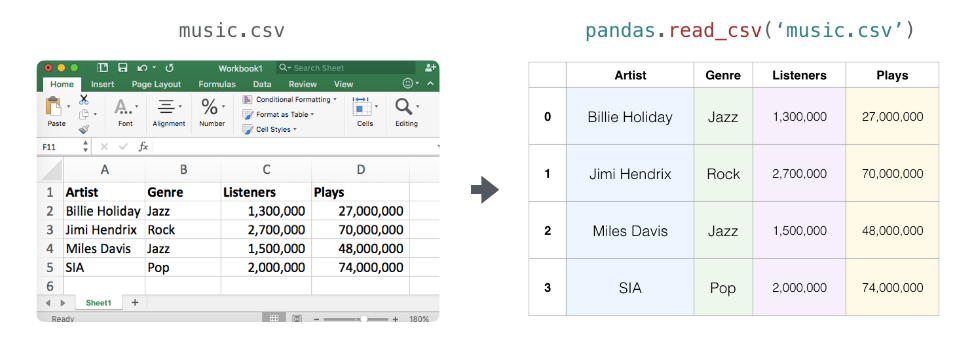 music.csv
pandas.read_csv(‘music.csv’)
Workbook1
Search Sheet
Home Insert Page Layout Formulas Data Review View
Paste
A..
Font
Alignment
%
Number
Conditional Formatting
Format as Table
Cell Styles
Cells
Editing
F11 fx
A B C D
1 Artist Genre Listeners Plays
2 Billie Holiday Jazz 1,300,000 27,000,000
3 Jimi Hendrix Rock 2,700,000 70,000,000
4 Miles Davis Jazz 1,500,000 48,000,000
5 SIA Pop 2,000,000 74,000,000
6
Sheet1 +
Ready − + 180%
Artist Genre Listeners Plays
0 Billie Holiday Jazz 1,300,000 27,000,000
1 Jimi Hendrix Rock 2,700,000 70,000,000
2 Miles Davis Jazz 1,500,000 48,000,000
3 SIA Pop 2,000,000 74,000,000